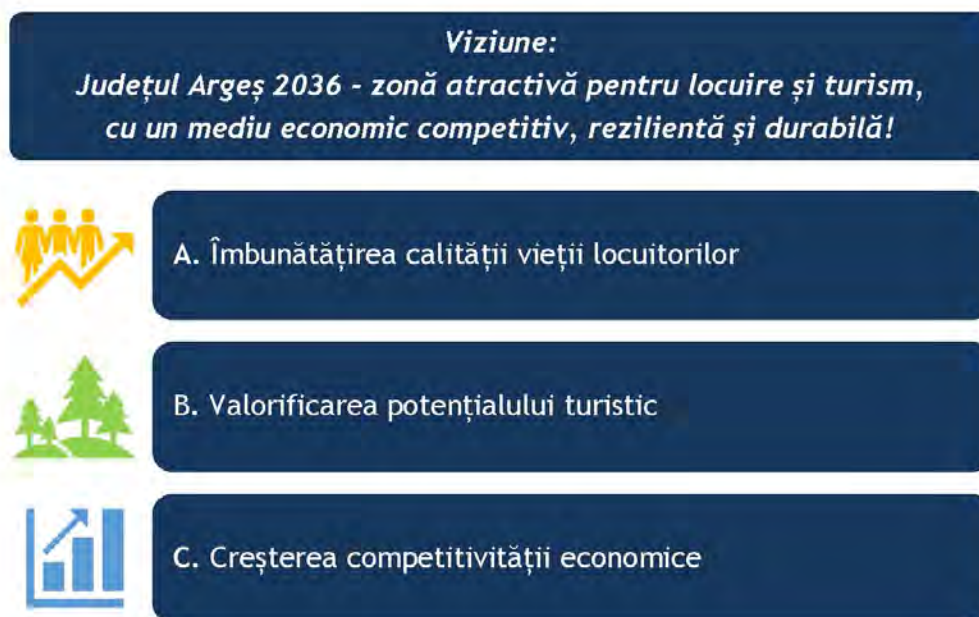 Viziune:
Județul Argeș 2036 - zonă atractivă pentru locuire și turism,
cu un mediu economic competitiv, rezilientă şi durabilă!
A. Îmbunătățirea calității vieții locuitorilor
B. Valorificarea potențialului turistic
C. Creșterea competitivității economice